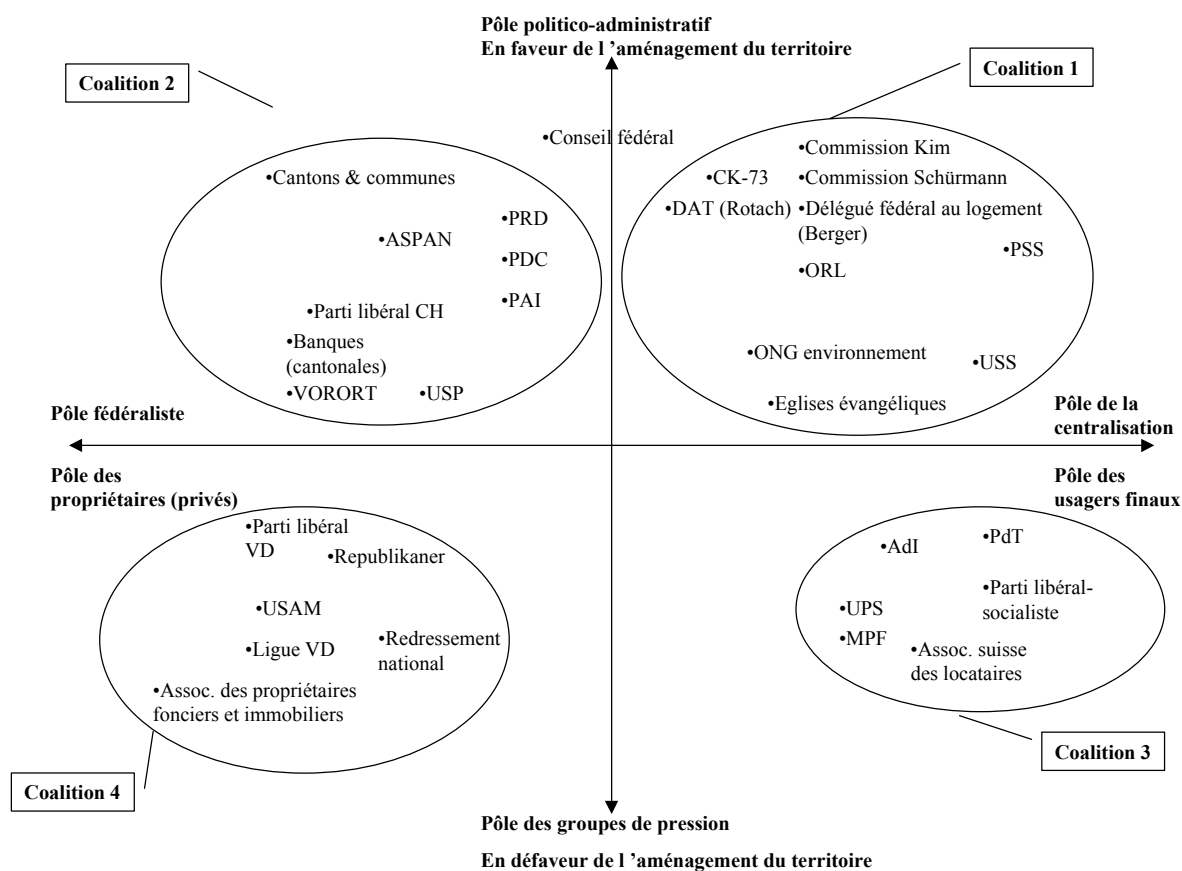 Pôle politico-administratif
En faveur de l ’aménagement du territoire
Coalition 2
Coalition 1
•Conseil fédéral
•Cantons & communes
•ASPAN
•PRD
•PDC
•PAI
•Parti libéral CH
•Banques
(cantonales)
•VORORT
•USP
•Commission Kim
•CK-73
•Commission Schürmann
•DAT (Rotach)
•Délégué fédéral au logement
(Berger)
•PSS
•ORL
•ONG environnement
•USS
•Eglises évangéliques
Pôle fédéraliste
Pôle de la
centralisation
Pôle des
propriétaires (privés)
Pôle des
usagers finaux
•Parti libéral
VD
•Republikaner
•USAM
•Ligue VD
•Redressement
national
•Assoc. des propriétaires
fonciers et immobiliers
•AdI
•PdT
•Parti libéral-
socialiste
•UPS
•MPF
•Assoc. suisse
des locataires
Coalition 4
Coalition 3
Pôle des groupes de pression
En défaveur de l ’aménagement du territoire